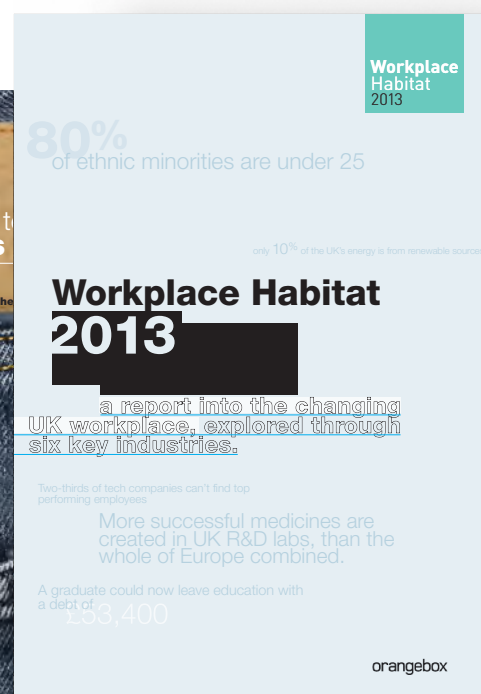 Workplace
Habitat
2013
80%
of ethnic minorities are under 25
only 10% of the UK's energy is from renewable source
Workplace Habitat
2013
a report into the changing
UK workplace, explored through
six key industries.
Two-thirds of tech companies can't find top
performing employees
More successful medicines are
created in UK R&D labs, than the
whole of Europe combined.
A graduate could now leave education with
a debt of
£53,400
orangebox